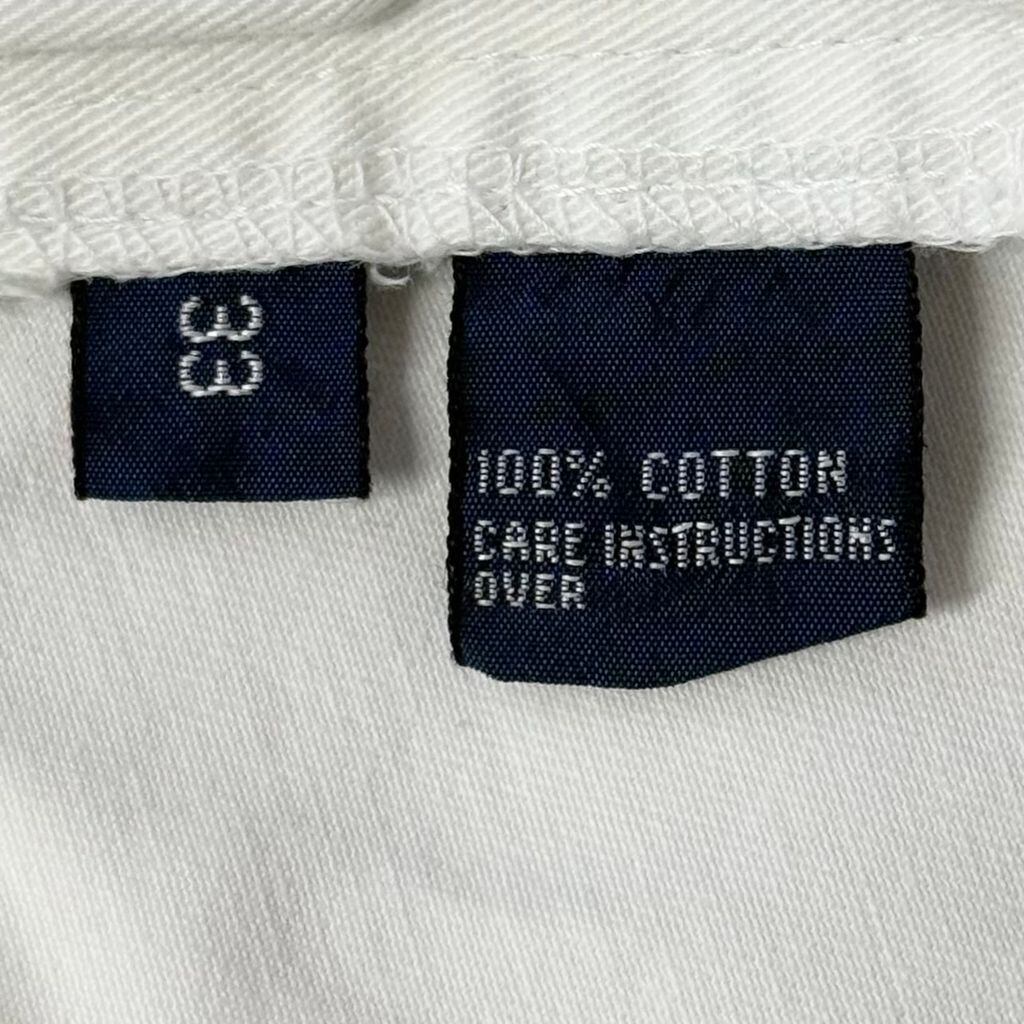 33
100% COTTON
CARE INSTRUCTIONS
OVER